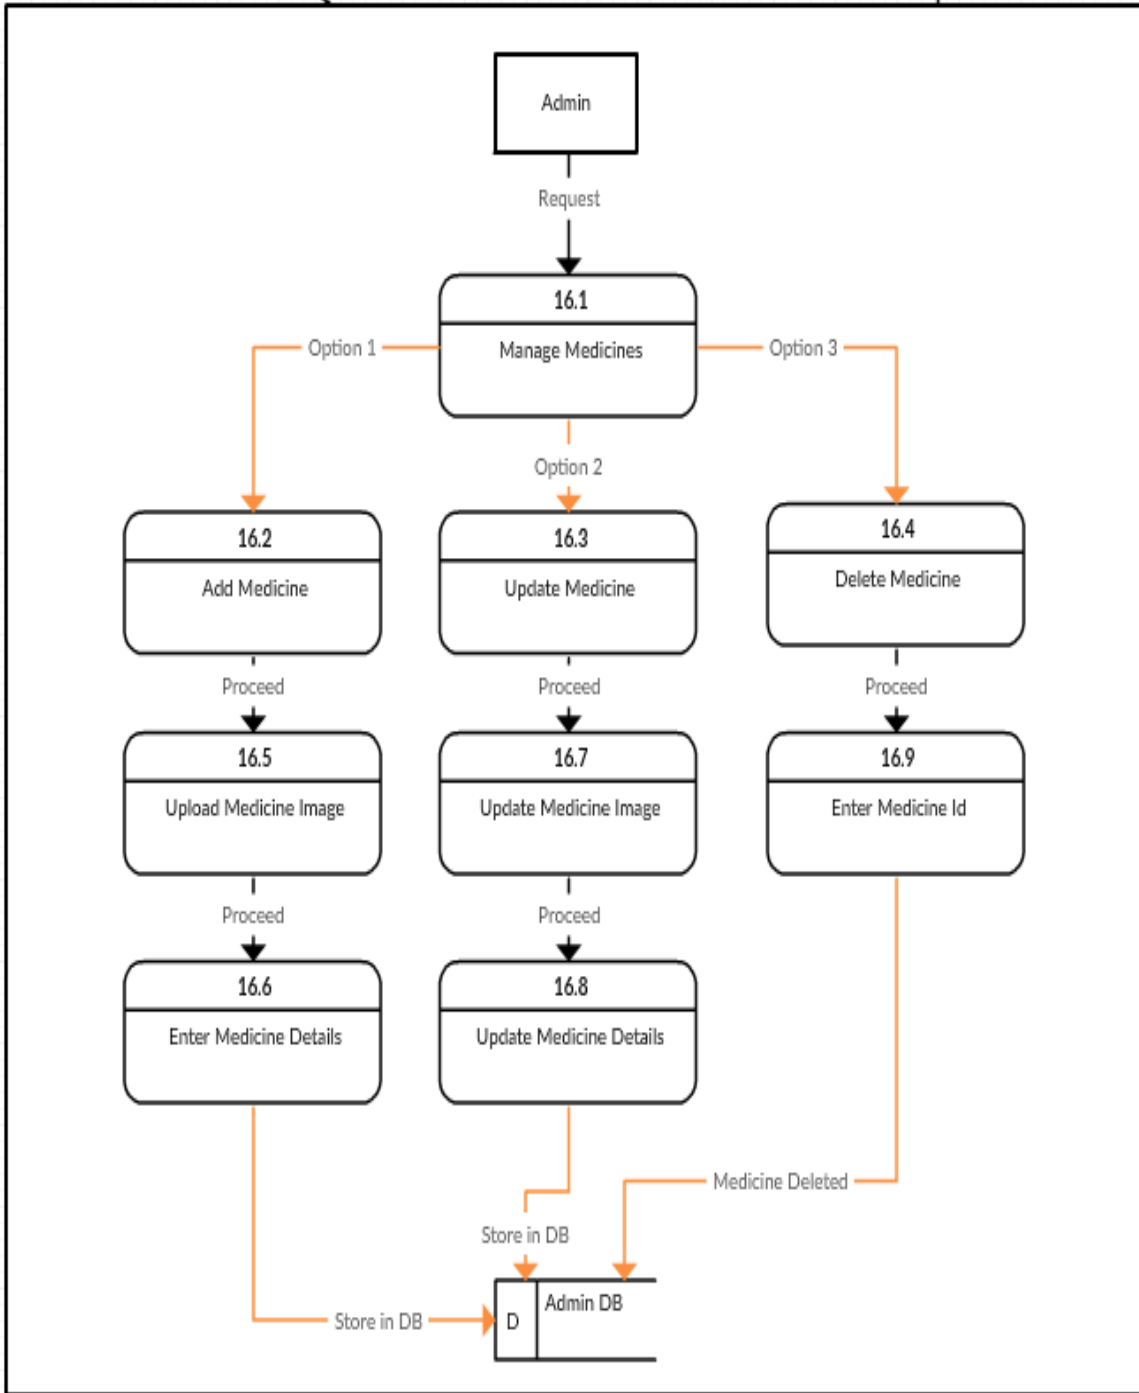 Admin
Request
16.1
Manage Medicines
Option 1
Option 3
Option 2
16.2
Add Medicine
16.3
Update Medicine
16.4
Delete Medicine
Proceed
Proceed
Proceed
16.5
Upload Medicine Image
16.7
Update Medicine Image
16.9
Enter Medicine Id
Proceed
Proceed
16.6
Enter Medicine Details
16.8
Update Medicine Details
Medicine Deleted
Store in DB
Store in DB
D
Admin DB